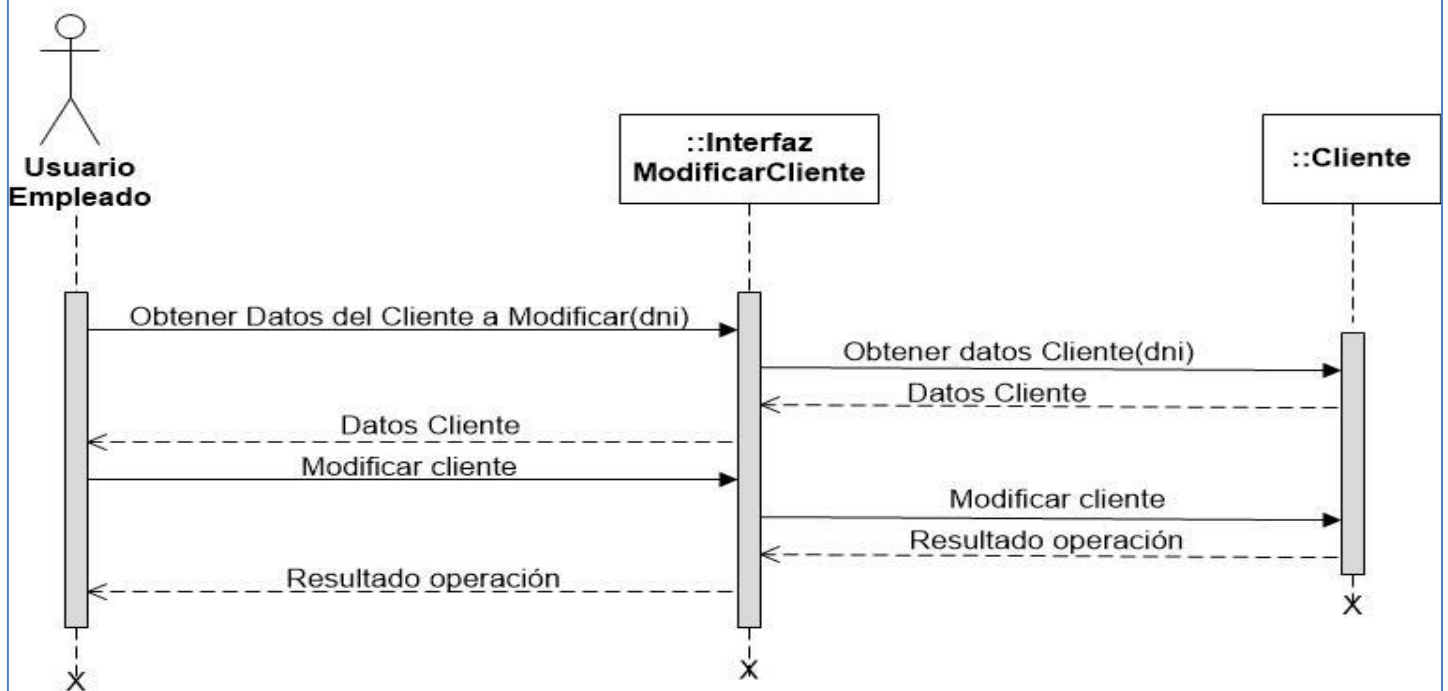 Usuario
Empleado
::Interfaz
ModificarCliente
::Cliente
Obtener Datos del Cliente a Modificar(dni)
Obtener datos Cliente(dni)
Datos Cliente
Datos Cliente
Modificar cliente
Modificar cliente
Resultado operación
Resultado operación
X
X
X